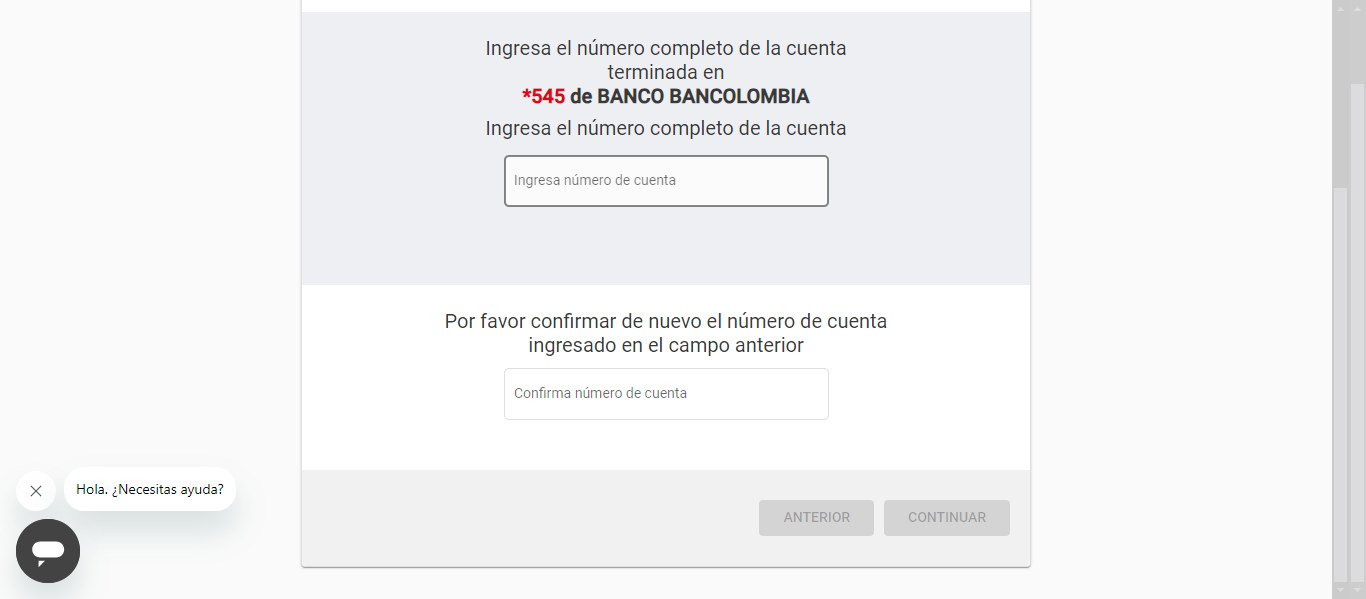 Ingresa el número completo de la cuenta
terminada en
*545 de BANCO BANCOLOMBIA
Ingresa el número completo de la cuenta
Ingresa número de cuenta
Por favor confirmar de nuevo el número de cuenta
ingresado en el campo anterior
Confirma número de cuenta
Hola. ¿Necesitas ayuda?
ANTERIOR
CONTINUAR